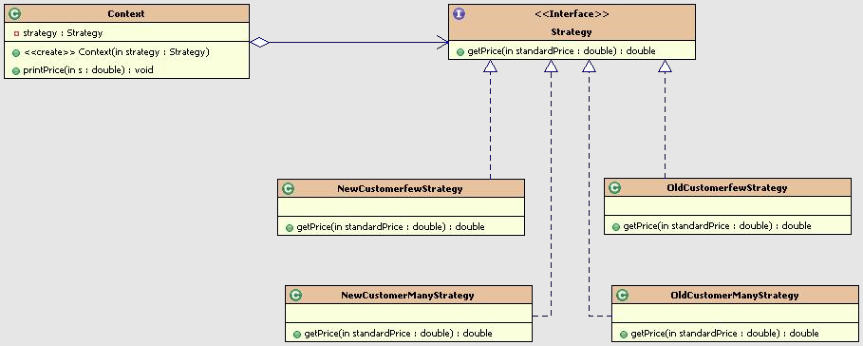 C Context
strategy : Strategy
<<create>> Context(in strategy : Strategy)
printPrice(in s : double) : void
I <<Interface>>
Strategy
getPrice(in standardPrice : double) : double
C NewCustomerfewStrategy
getPrice(in standardPrice : double) : double
C OldCustomerfewStrategy
getPrice(in standardPrice : double) : double
C NewCustomerManyStrategy
getPrice(in standardPrice : double) : double
C OldCustomerManyStrategy
getPrice(in standardPrice : double) : double